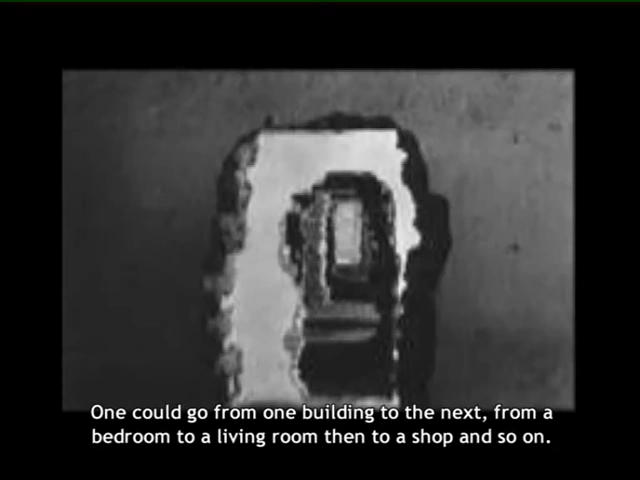 One could go from one building to the next, from a
bedroom to a living room then to a shop and so on.